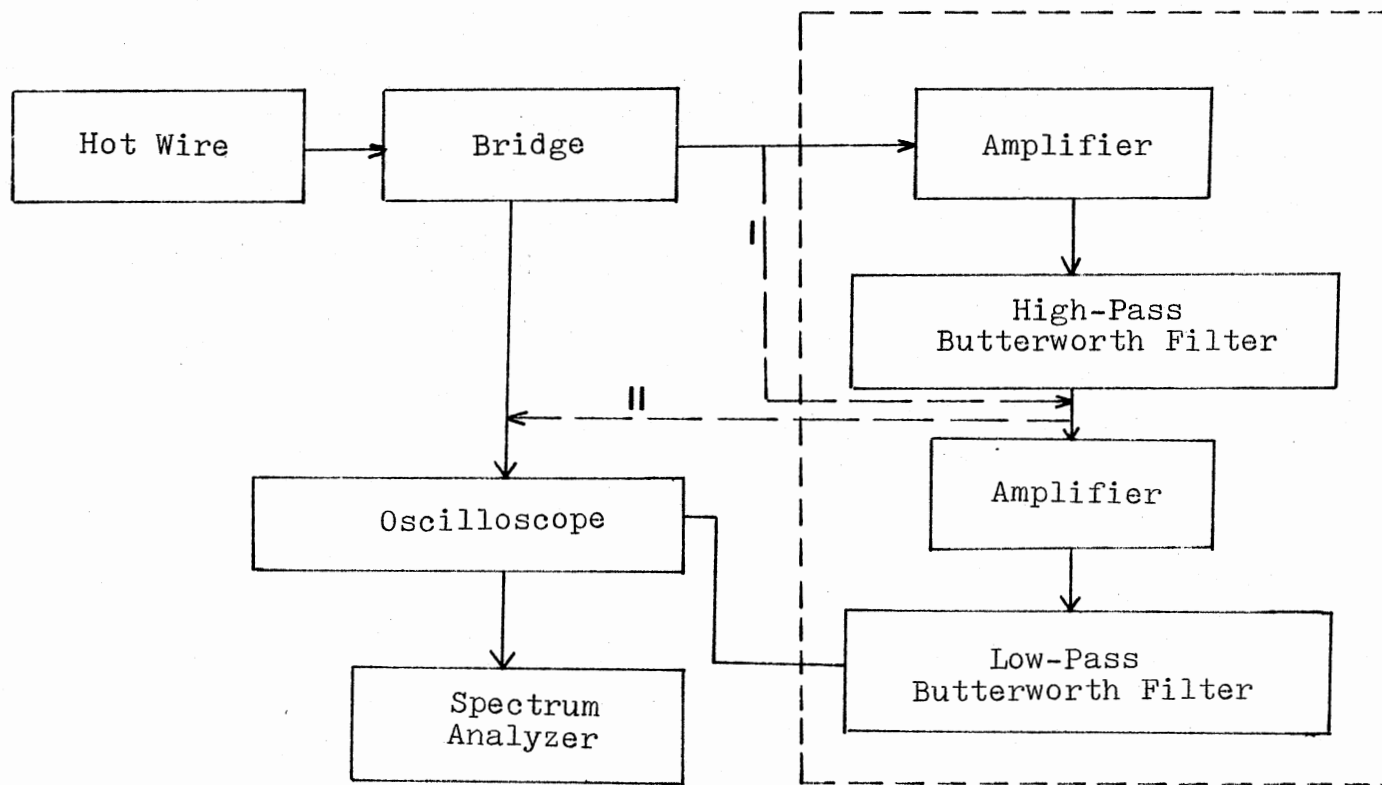 Hot Wire
Bridge
Amplifier
I
High-Pass
Butterworth Filter
II
Amplifier
Oscilloscope
Low-Pass
Butterworth Filter
Spectrum
Analyzer